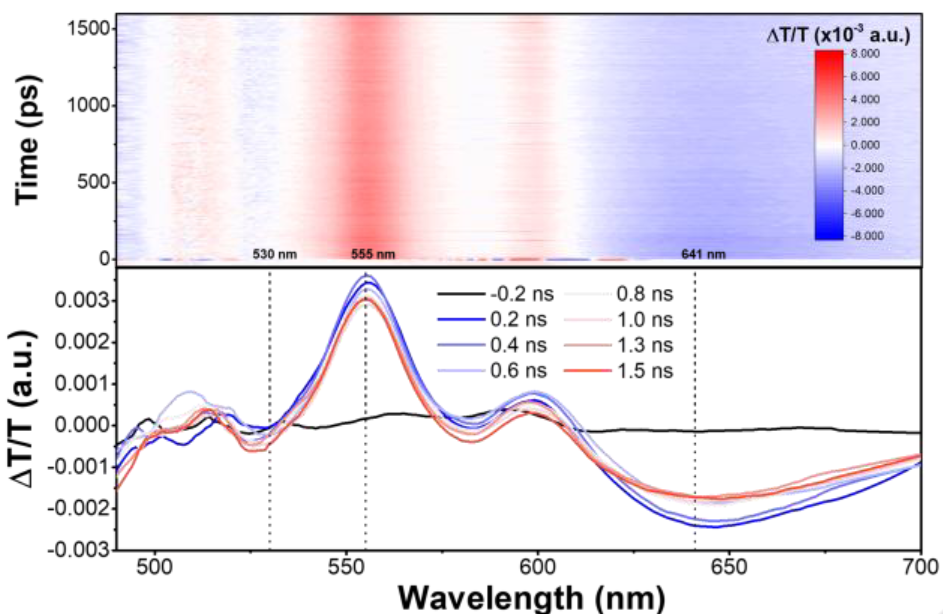 1500
1000
500
0
Time (ps)
ΔT/T (x10-3 a.u.)
8.000
6.000
4.000
2.000
0.000
-2.000
-4.000
-6.000
-8.000
530 nm
555 nm
641 nm
0.003
0.002
0.001
0.000
-0.001
-0.002
-0.003
ΔT/T (a.u.)
-0.2 ns
0.2 ns
0.4 ns
0.6 ns
0.8 ns
1.0 ns
1.3 ns
1.5 ns
500
550
600
650
700
Wavelength (nm)